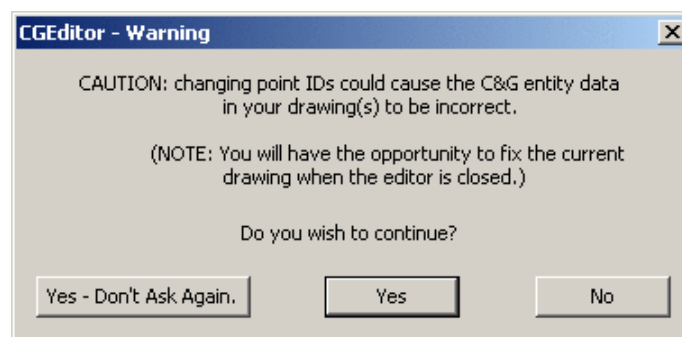 CGEditor - Warning
CAUTION: changing point IDs could cause the C&G entity data
in your drawing(s) to be incorrect.
(NOTE: You will have the opportunity to fix the current
drawing when the editor is closed.)
Do you wish to continue?
Yes - Don't Ask Again.
Yes
No